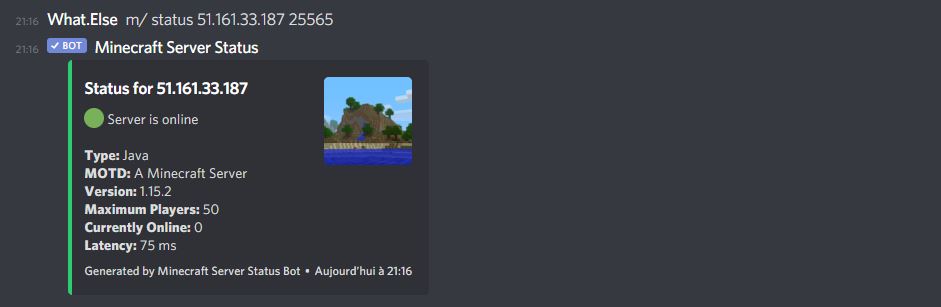 21:16 What.Else m/ status 51.161.33.187 25565
21:16 BOT Minecraft Server Status
Status for 51.161.33.187
Server is online
Type: Java
MOTD: A Minecraft Server
Version: 1.15.2
Maximum Players: 50
Currently Online: 0
Latency: 75 ms
Generated by Minecraft Server Status Bot • Aujourd'hui à 21:16